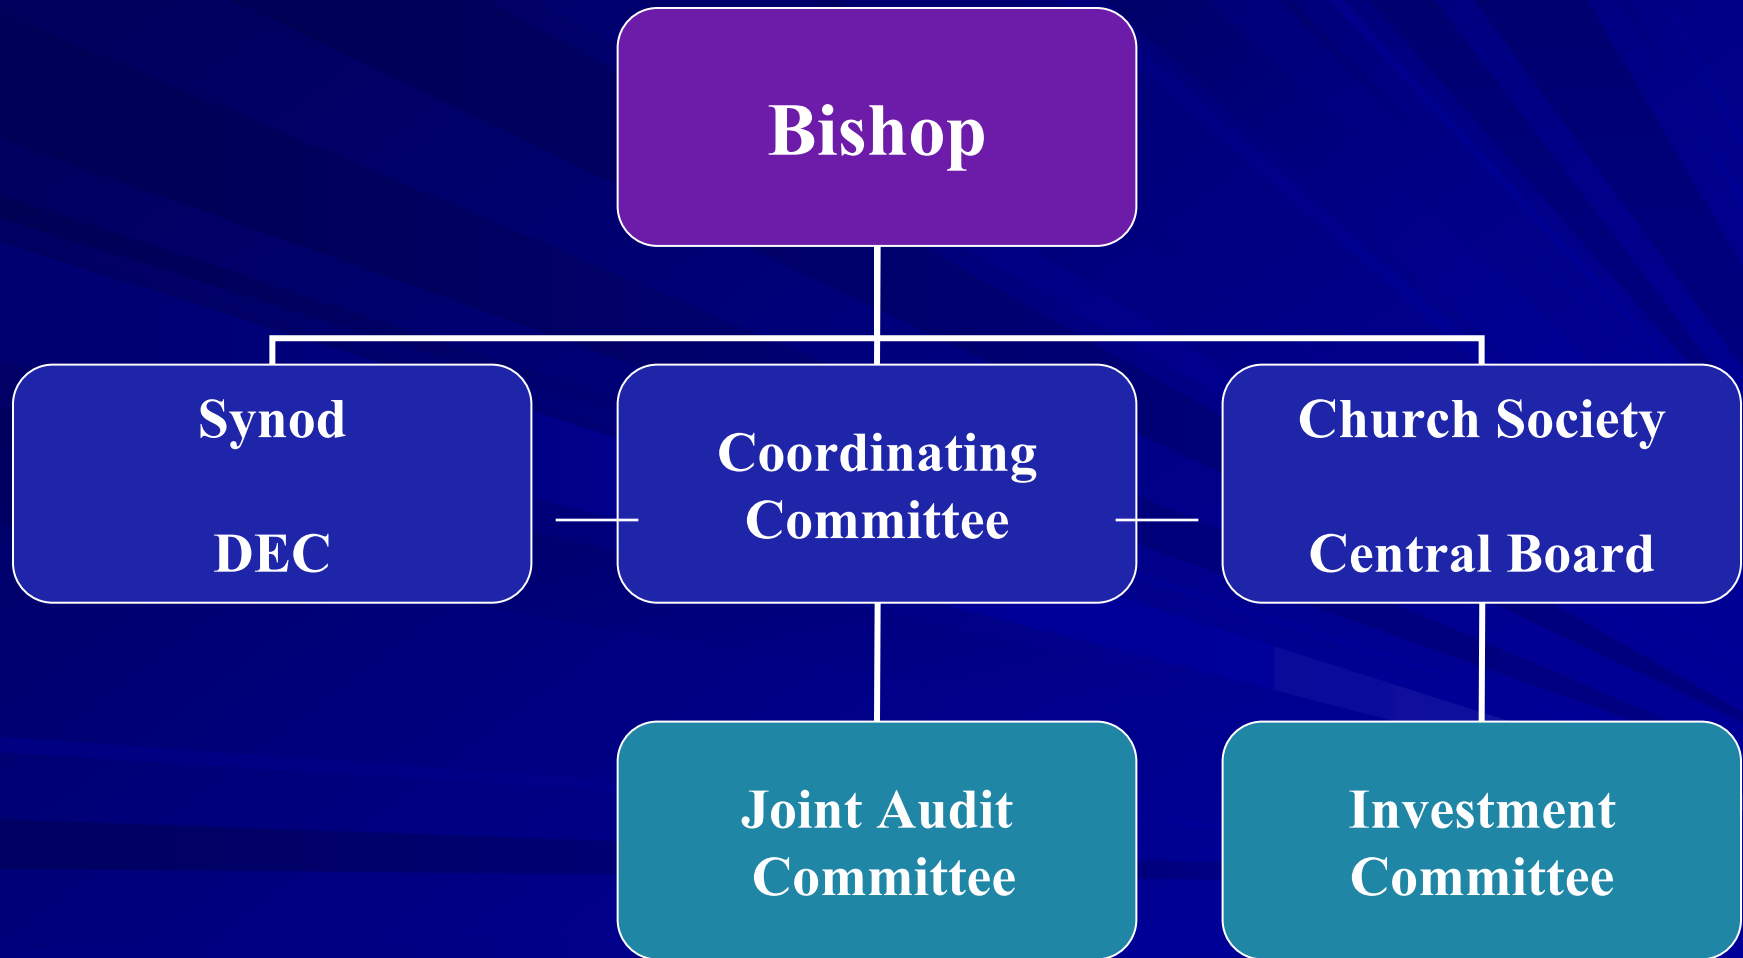 Bishop
Synod
DEC
Coordinating
Committee
Church Society
Central Board
Joint Audit
Committee
Investment
Committee